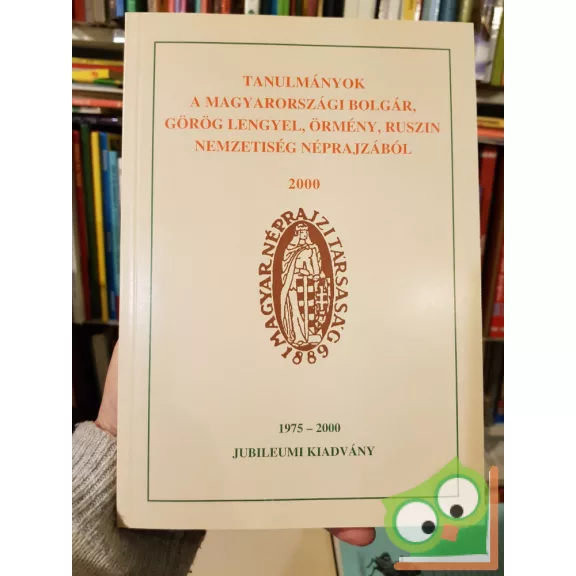 TANULMÁNYOK
A MAGYARORSZÁGI BOLGÁR,
GÖRÖG LENGYEL, ÖRMÉNY, RUSZIN
NEMZETISÉG NÉPRAJZÁBÓL
2000
MAGYAR NÉPRAJZI TÁRSASÁG
1889
1975 – 2000
JUBILEUMI KIADVÁNY